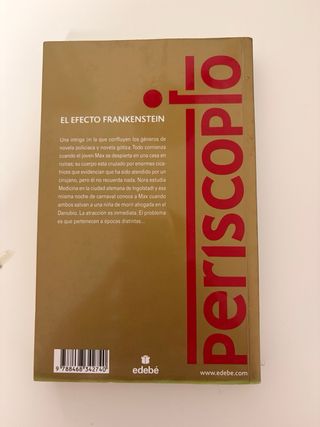 EL EFECTO FRANKENSTEIN
Una intriga en la que confluyen los géneros de
novela policiaca y novela gótica. Todo comienza
cuando el joven Max se despierta en una casa en
ruinas; su cuerpo está cruzado por enormes cica-
trices que evidencian que ha sido atendido por un
cirujano, pero él no recuerda nada. Nora estudia
Medicina en la ciudad alemana de Ingolstadt y esa
misma noche de carnaval conoce a Max cuando
ambos salvan a una niña de morir ahogada en el
Danubio. La atracción es inmediata. El problema
es que pertenecen a épocas distintas...
periscopio
9 788468 342740
edebé
www.edebe.com